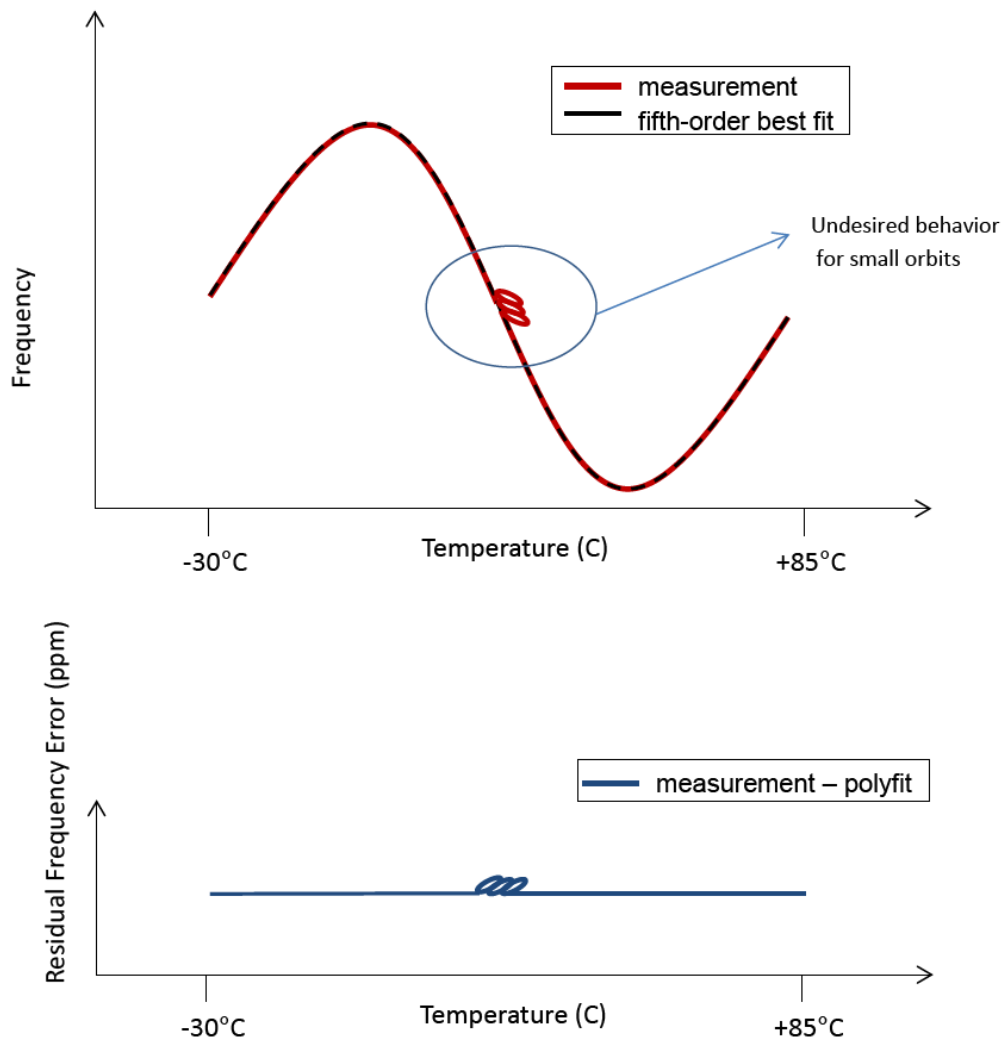 measurement
fifth-order best fit
Undesired behavior
for small orbits
Frequency
Temperature (C)
-30°C
+85°C
Residual Frequency Error (ppm)
measurement – polyfit
Temperature (C)
-30°C
+85°C